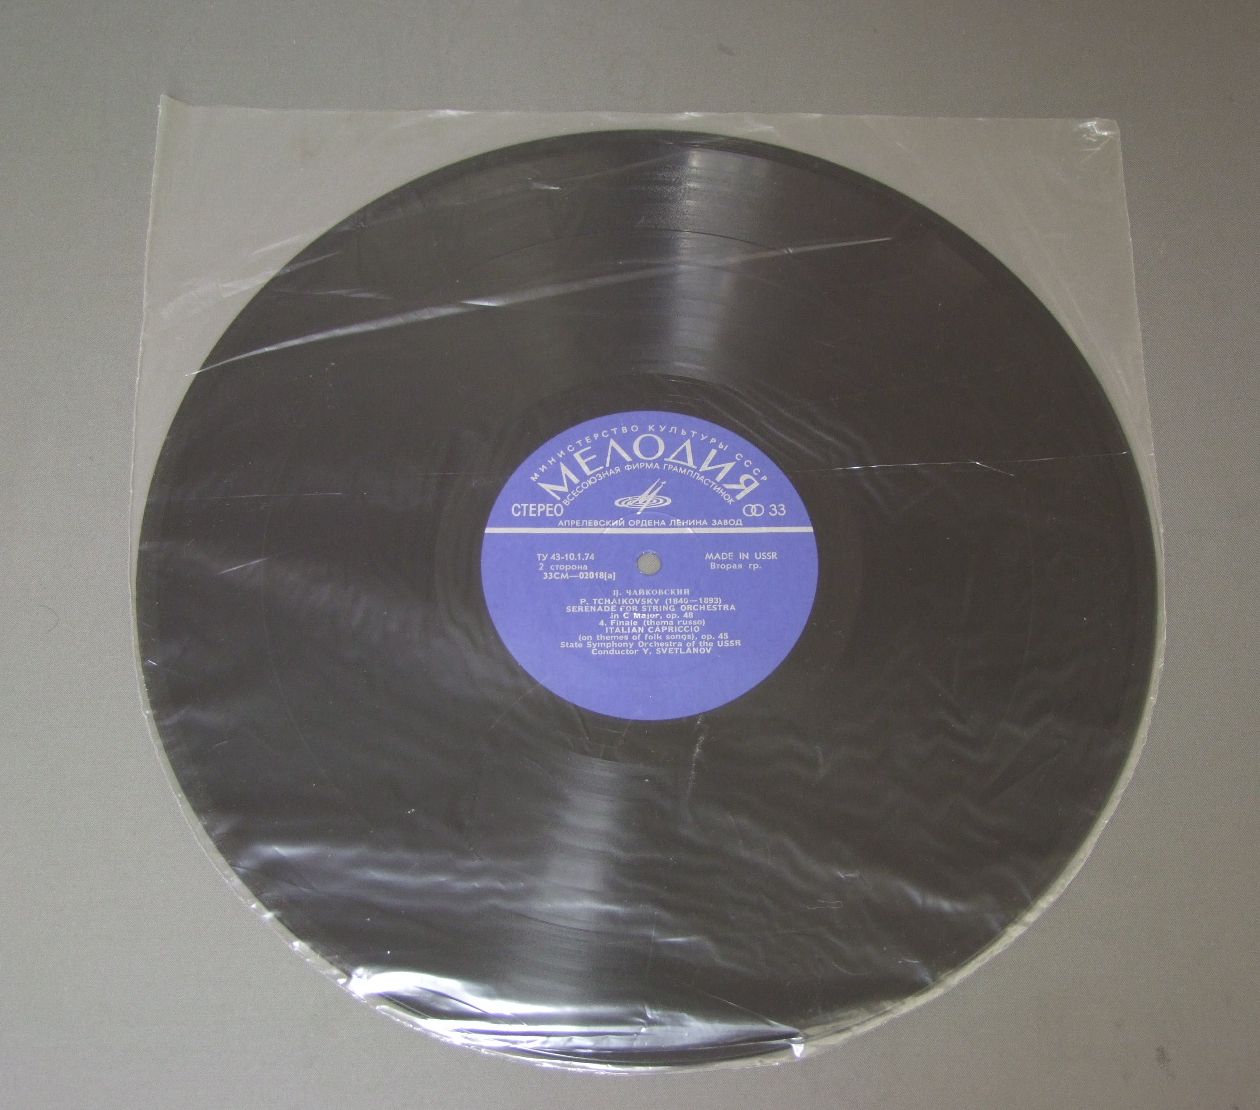 МИНИСТЕРСТВО КУЛЬТУРЫ СССР
МЕЛОДИЯ
ВСЕСОЮЗНАЯ ФИРМА ГРАМПЛАСТИНОК
СТЕРЕО 33
АПРЕЛЕВСКИЙ ОРДЕНА ЛЕНИНА ЗАВОД
ТУ 43-10.1.74 MADE IN USSR
2 сторона Вторая гр.
33СМ—02018(а)
П. ЧАЙКОВСКИЙ
P. TCHAIKOVSKY (1840—1893)
SERENADE FOR STRING ORCHESTRA
in C Major, op. 48
4. Finale (thema russo)
ITALIAN CAPRICCIO
(on themes of folk songs), op. 45
State Symphony Orchestra of the USSR
Conductor Y. SVETLANOV